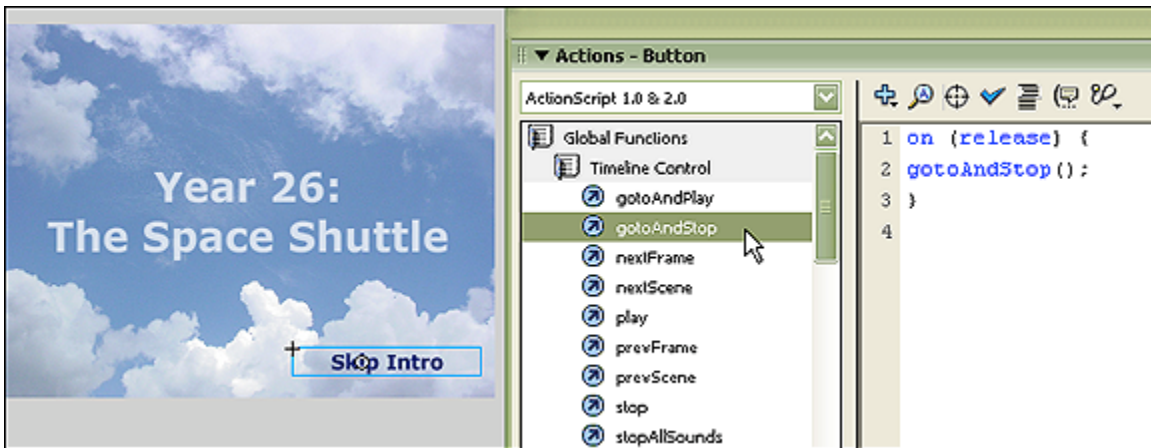 Year 26:
The Space Shuttle
Skip Intro
Actions - Button
ActionScript 1.0 & 2.0
Global Functions
Timeline Control
gotoAndPlay
gotoAndStop
nextFrame
nextScene
play
prevFrame
prevScene
stop
stopAllSounds
1 on (release) {
2 gotoAndStop();
3 }
4